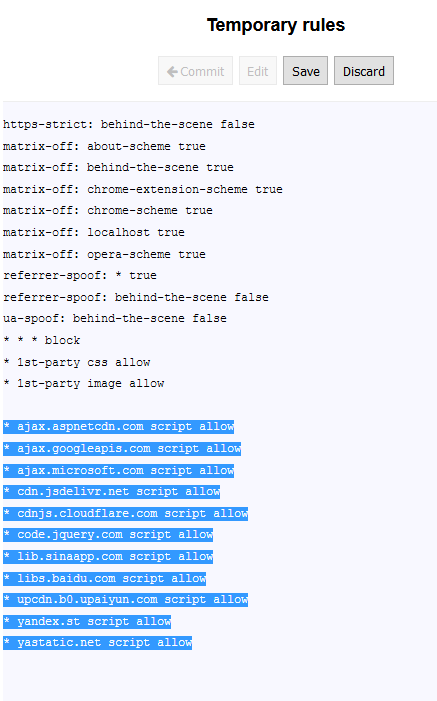 Temporary rules
Commit Edit Save Discard
https-strict: behind-the-scene false
matrix-off: about-scheme true
matrix-off: behind-the-scene true
matrix-off: chrome-extension-scheme true
matrix-off: chrome-scheme true
matrix-off: localhost true
matrix-off: opera-scheme true
referrer-spoof: * true
referrer-spoof: behind-the-scene false
ua-spoof: behind-the-scene false
* * * block
* 1st-party css allow
* 1st-party image allow
* ajax.aspnetcdn.com script allow
* ajax.googleapis.com script allow
* ajax.microsoft.com script allow
* cdn.jsdelivr.net script allow
* cdnjs.cloudflare.com script allow
* code.jquery.com script allow
* lib.sinaapp.com script allow
* libs.baidu.com script allow
* upcdn.b0.upaiyun.com script allow
* yandex.st script allow
* yastatic.net script allow